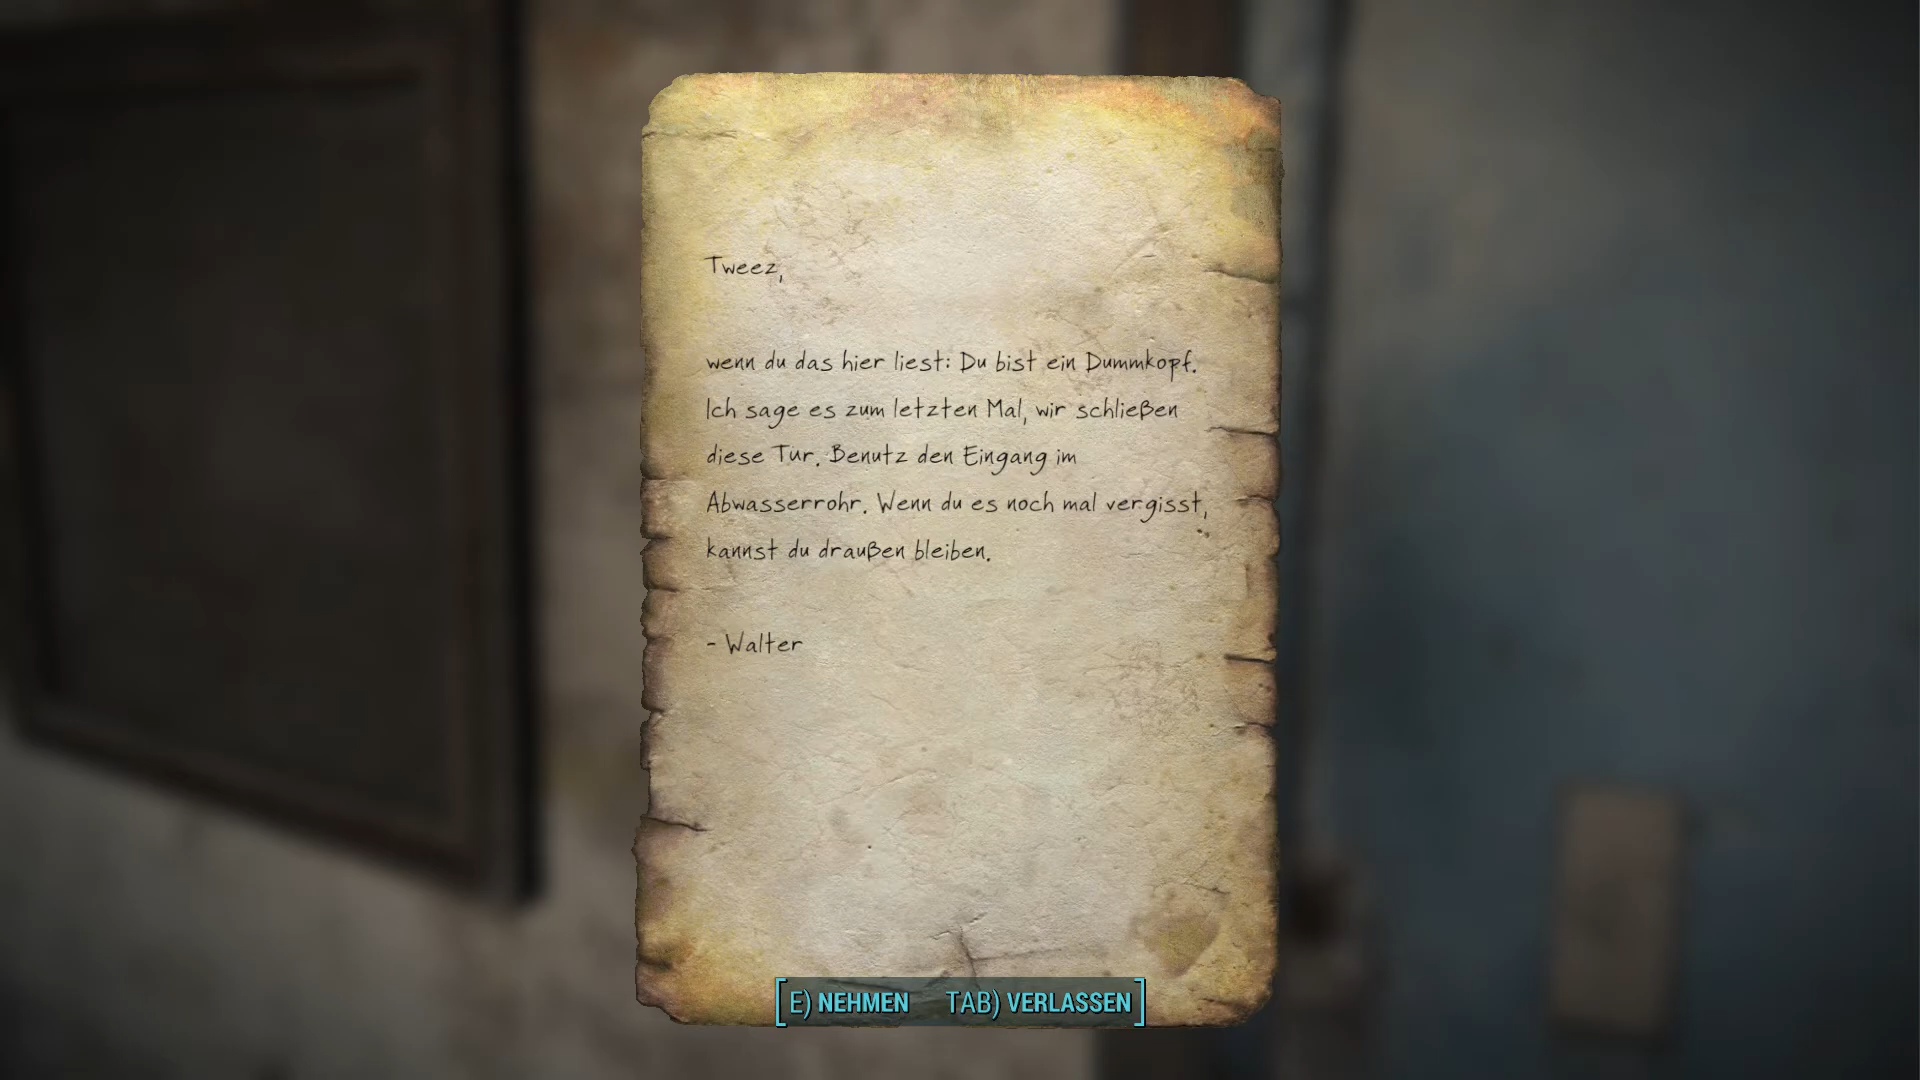 Tweez,
wenn du das hier liest: Du bist ein Dummkopf.
Ich sage es zum letzten Mal, wir schließen
diese Tür. Benutz den Eingang im
Abwasserrohr. Wenn du es noch mal vergisst,
kannst du draußen bleiben.
- Walter
E) NEHMEN TAB) VERLASSEN